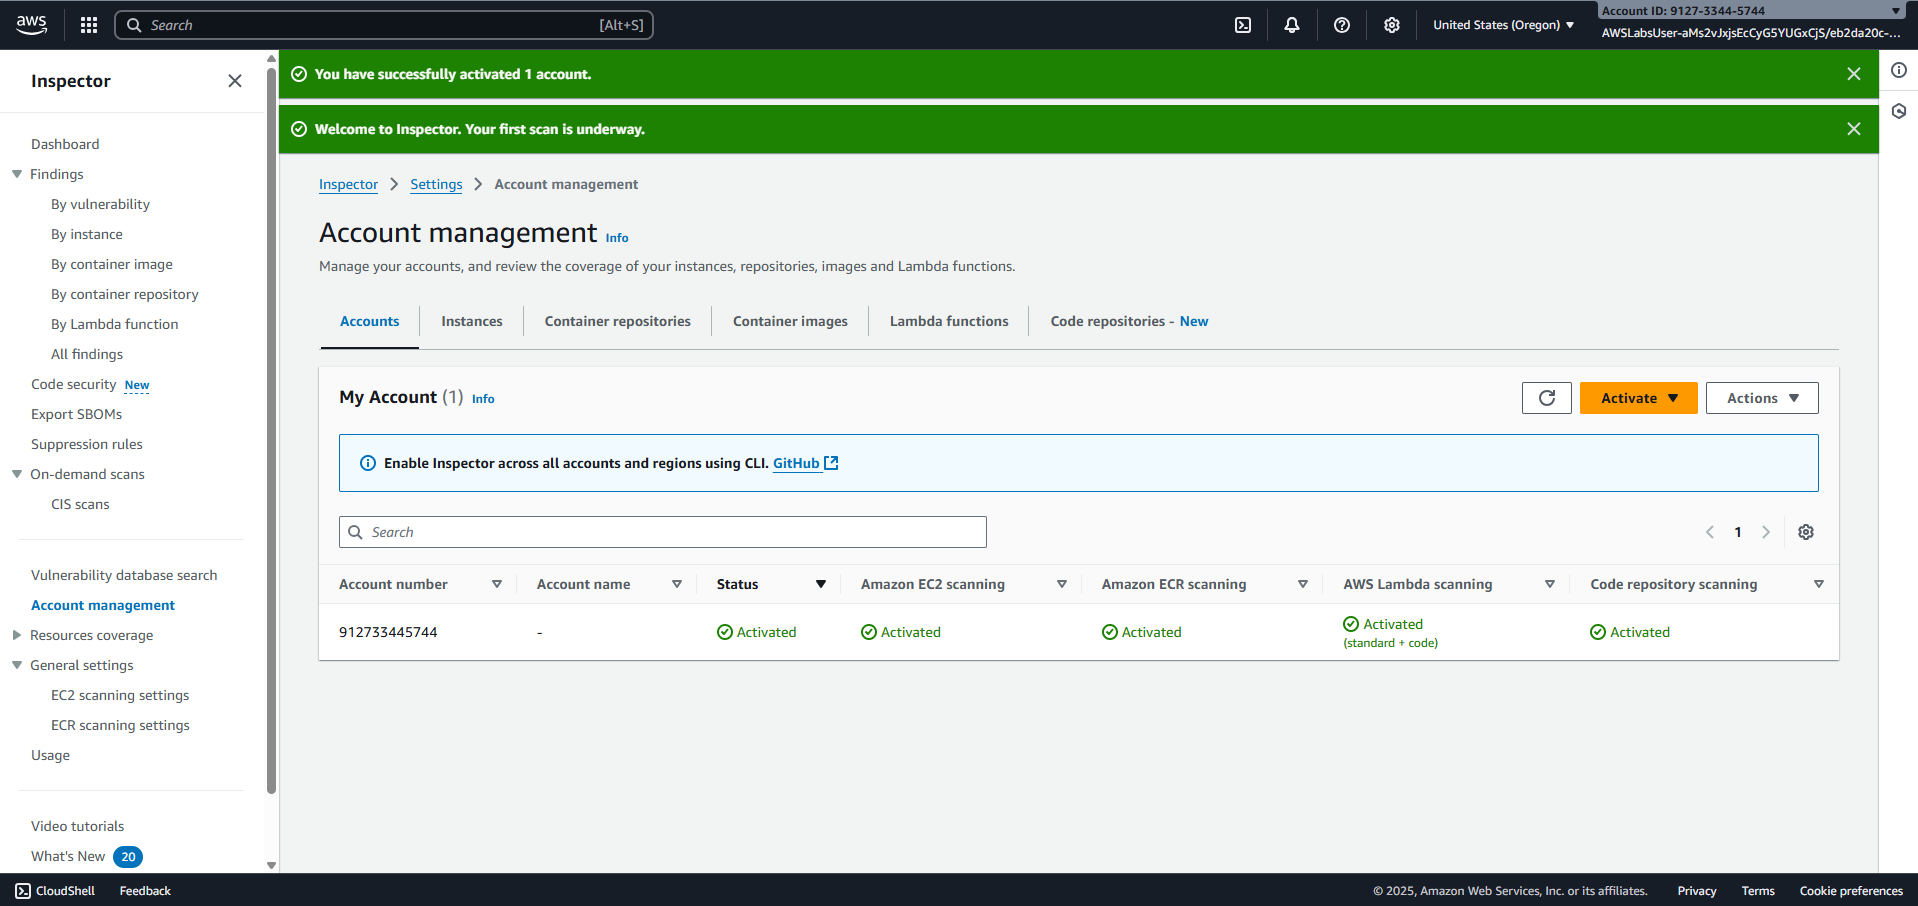 aws
Search [Alt+S]
United States (Oregon)
Account ID: 9127-3344-5744
AWSLabsUser-aMs2vJxjsEcCyG5YUGxCjS/eb2da20c-...
Inspector
Dashboard
Findings
By vulnerability
By instance
By container image
By container repository
By Lambda function
All findings
Code security New
Export SBOMs
Suppression rules
On-demand scans
CIS scans
Vulnerability database search
Account management
Resources coverage
General settings
EC2 scanning settings
ECR scanning settings
Usage
Video tutorials
What's New 20
You have successfully activated 1 account.
Welcome to Inspector. Your first scan is underway.
Inspector Settings Account management
Account management Info
Manage your accounts, and review the coverage of your instances, repositories, images and Lambda functions.
Accounts Instances Container repositories Container images Lambda functions Code repositories - New
My Account (1) Info
Activate Actions
Enable Inspector across all accounts and regions using CLI. GitHub
Search
1
Account number Account name Status Amazon EC2 scanning Amazon ECR scanning AWS Lambda scanning Code repository scanning
912733445744 - Activated Activated Activated Activated Activated
(standard + code)
CloudShell Feedback © 2025, Amazon Web Services, Inc. or its affiliates. Privacy Terms Cookie preferences